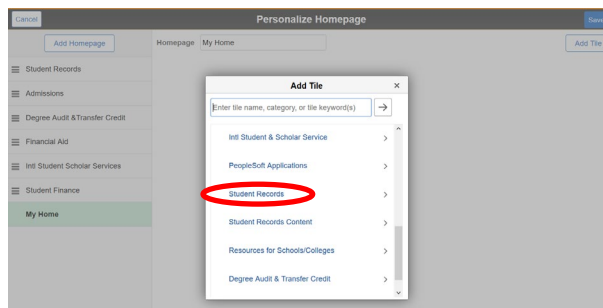 Cancel
Personalize Homepage
Save
Add Homepage
Homepage My Home
Add Tile
Student Records
Admissions
Degree Audit &Transfer Credit
Financial Aid
Intl Student Scholar Services
Student Finance
My Home
Add Tile ×
Enter tile name, category, or tile keyword(s)
Intl Student & Scholar Service
PeopleSoft Applications
Student Records
Student Records Content
Resources for Schools/Colleges
Degree Audit & Transfer Credit